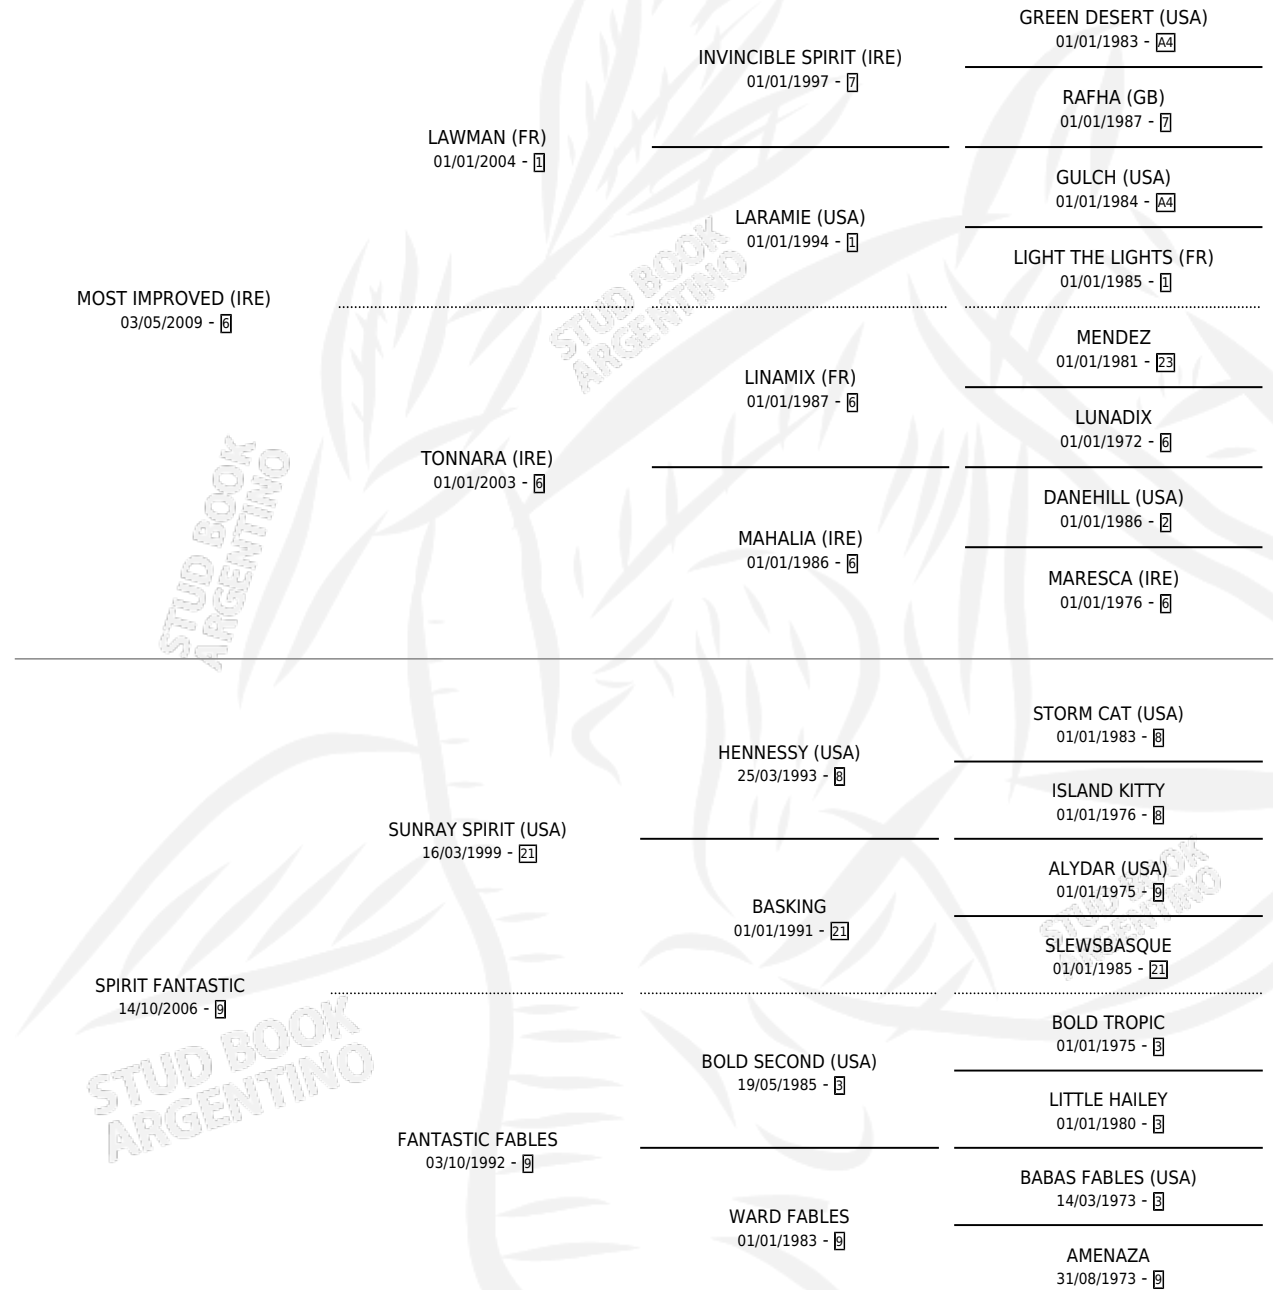 GREEN DESERT (USA)
01/01/1983 - A4
INVINCIBLE SPIRIT (IRE)
01/01/1997 - 7
RAFHA (GB)
01/01/1987 - 7
LAWMAN (FR)
01/01/2004 - 1
GULCH (USA)
01/01/1984 - A4
LARAMIE (USA)
01/01/1994 - 1
LIGHT THE LIGHTS (FR)
01/01/1985 - 1
MOST IMPROVED (IRE)
03/05/2009 - 6
MENDEZ
01/01/1981 - 23
LINAMIX (FR)
01/01/1987 - 6
LUNADIX
01/01/1972 - 6
TONNARA (IRE)
01/01/2003 - 6
DANEHILL (USA)
01/01/1986 - 2
MAHALIA (IRE)
01/01/1986 - 6
MARESCA (IRE)
01/01/1976 - 6
STORM CAT (USA)
01/01/1983 - 8
HENNESSY (USA)
25/03/1993 - 8
ISLAND KITTY
01/01/1976 - 8
SUNRAY SPIRIT (USA)
16/03/1999 - 21
ALYDAR (USA)
01/01/1975 - 9
BASKING
01/01/1991 - 21
SLEWSBASQUE
01/01/1985 - 21
SPIRIT FANTASTIC
14/10/2006 - 9
BOLD TROPIC
01/01/1975 - 3
BOLD SECOND (USA)
19/05/1985 - 3
LITTLE HAILEY
01/01/1980 - 3
FANTASTIC FABLES
03/10/1992 - 9
BABAS FABLES (USA)
14/03/1973 - 3
WARD FABLES
01/01/1983 - 9
AMENAZA
31/08/1973 - 9
STUD BOOK
ARGENTINO
STUD BOOK
ARGENTINO
STUD BOOK
ARGENTINO
STUD BOOK
ARGENTINO